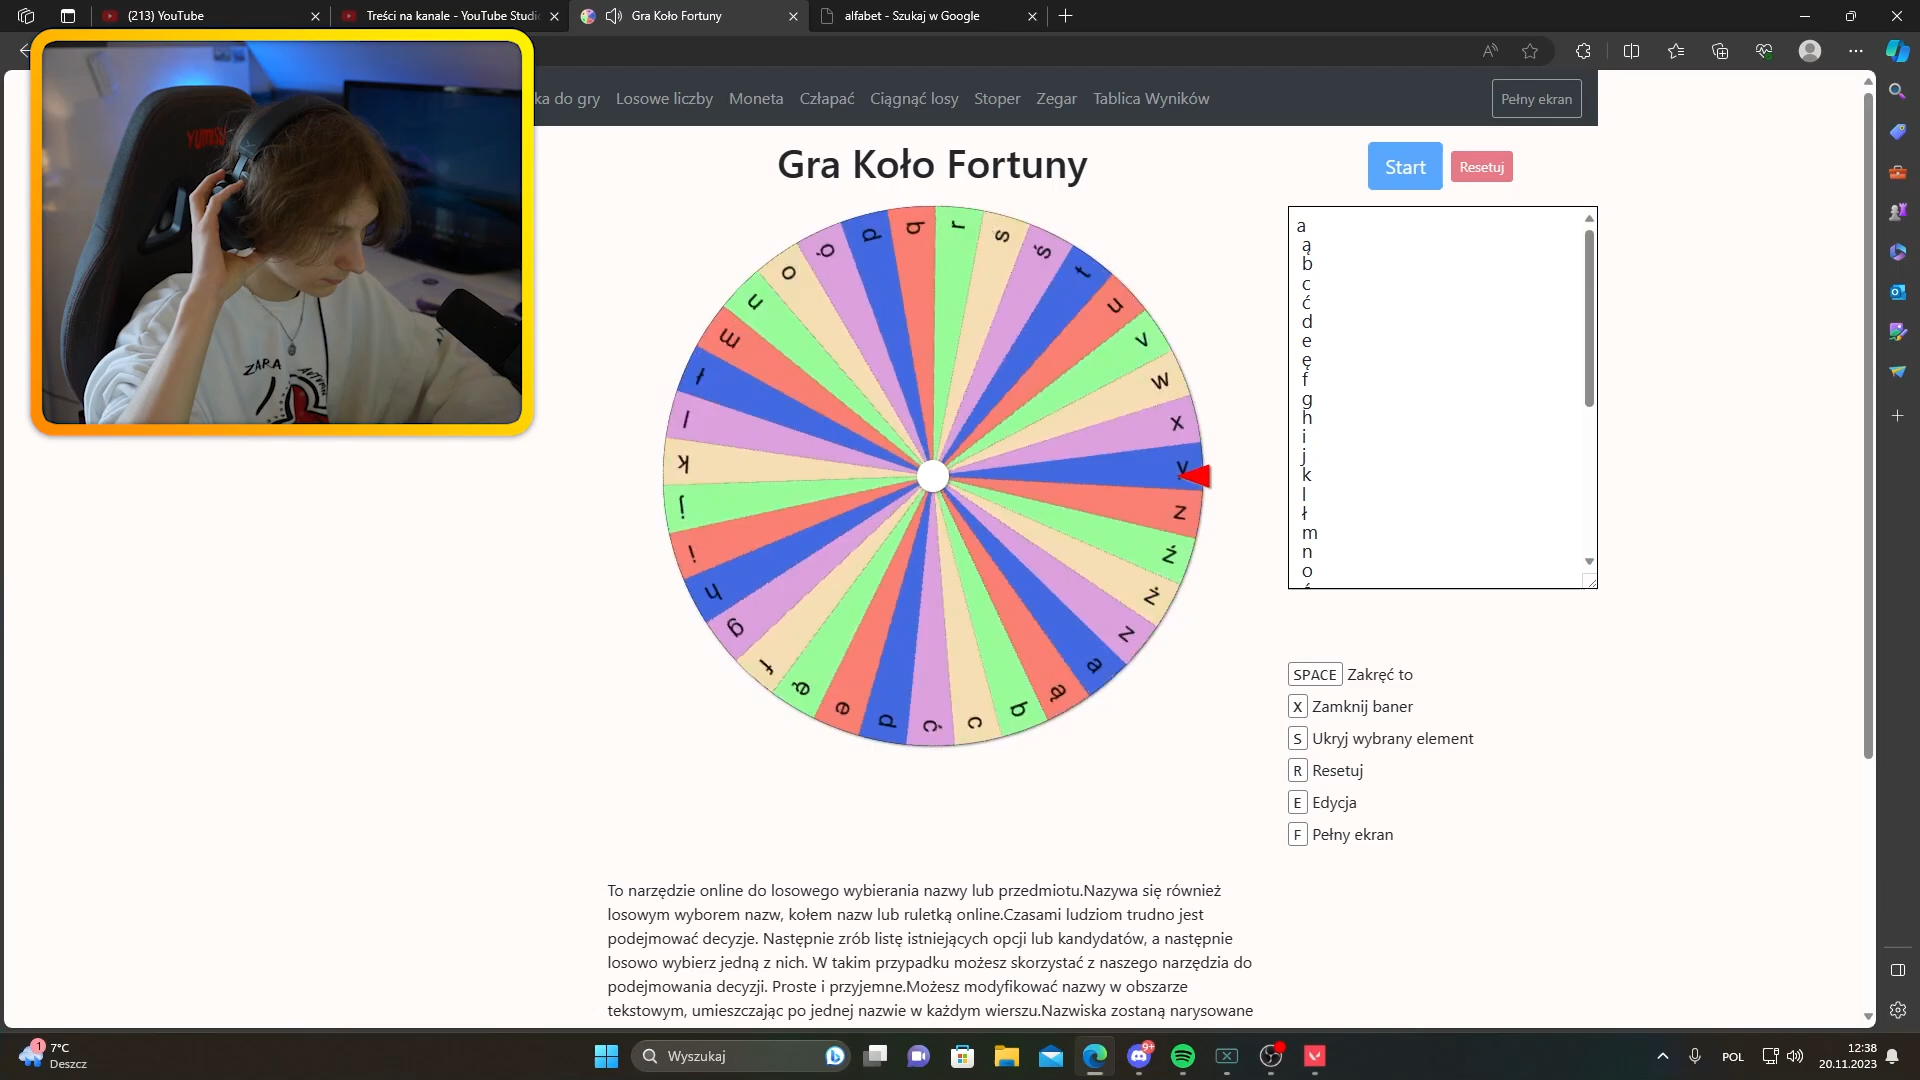 (213) YouTube
Treści na kanale - YouTube Studio
Gra Koło Fortuny
alfabet - Szukaj w Google
ka do gry
Losowe liczby
Moneta
Człapać
Ciągnąć losy
Stoper
Zegar
Tablica Wyników
Pełny ekran
Gra Koło Fortuny
Start
Resetuj
YUMISU
ZARA
AUTUMN
r
s
ś
t
u
v
w
x
y
z
ź
ż
z
a
ą
b
c
ć
d
e
ę
f
g
h
i
j
k
l
ł
m
n
o
ó
p
q
a
ą
b
c
ć
d
e
ę
f
g
h
i
j
k
l
ł
m
n
o
SPACE Zakręć to
X Zamknij baner
S Ukryj wybrany element
R Resetuj
E Edycja
F Pełny ekran
To narzędzie online do losowego wybierania nazwy lub przedmiotu.Nazywa się również
losowym wyborem nazw, kołem nazw lub ruletką online.Czasami ludziom trudno jest
podejmować decyzje. Następnie zrób listę istniejących opcji lub kandydatów, a następnie
losowo wybierz jedną z nich. W takim przypadku możesz skorzystać z naszego narzędzia do
podejmowania decyzji. Proste i przyjemne.Możesz modyfikować nazwy w obszarze
tekstowym, umieszczając po jednej nazwie w każdym wierszu.Nazwiska zostaną narysowane
1
7°C
Deszcz
Wyszukaj
9+
POL
12:38
20.11.2023